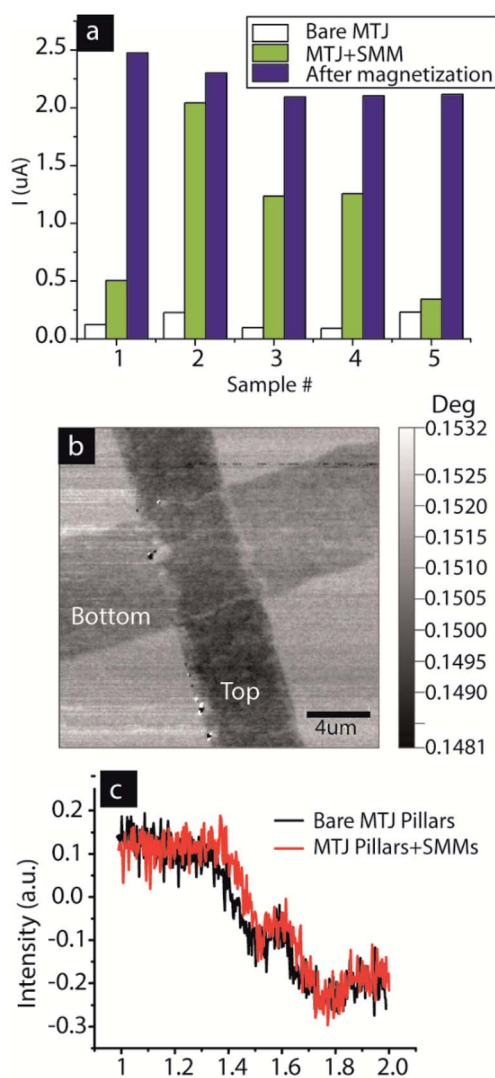 a
Bare MTJ
MTJ+SMM
After magnetization
2.5
2.0
1.5
1.0
0.5
0.0
I (uA)
1 2 3 4 5
Sample #
b
Deg
0.1532
0.1525
0.1520
0.1515
0.1510
0.1505
0.1500
0.1495
0.1490
0.1481
Bottom
Top
4um
c
Bare MTJ Pillars
MTJ Pillars+SMMs
0.2
0.1
0.0
-0.1
-0.2
-0.3
Intensity (a.u.)
1 1.2 1.4 1.6 1.8 2.0